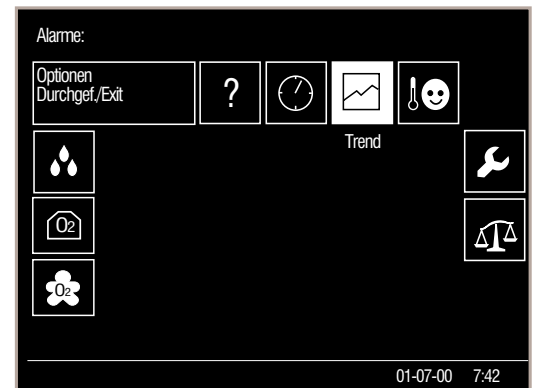 Alarme:
Optionen
Durchgef./Exit
?
Trend
O2
O2
01-07-00 7:42